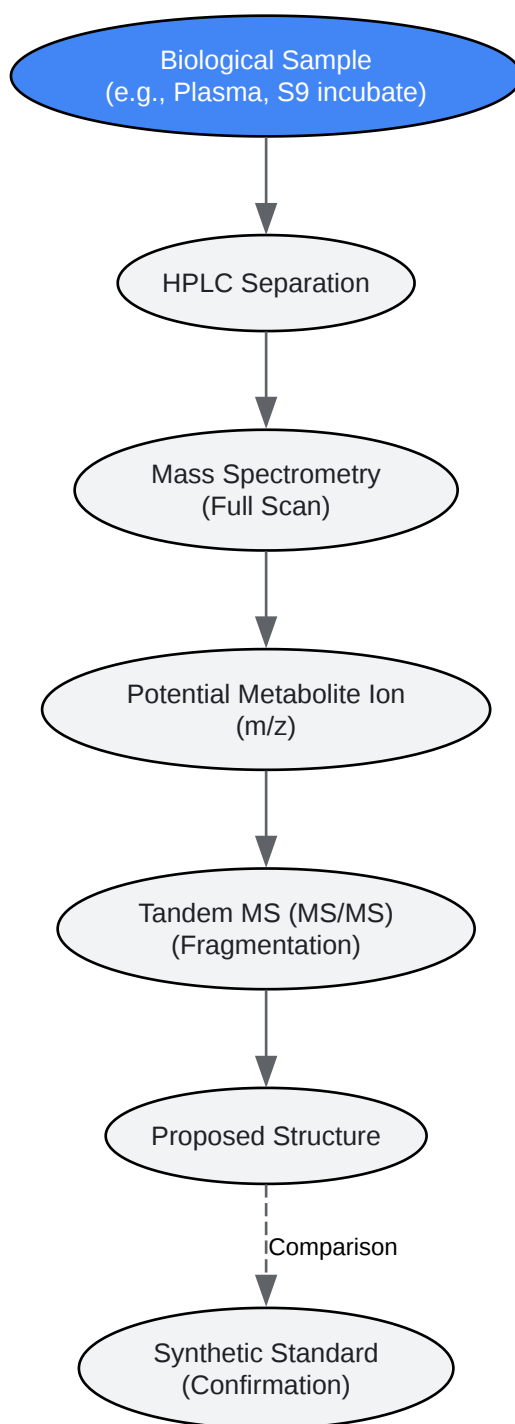 Biological Sample
(e.g., Plasma, S9 incubate)
HPLC Separation
Mass Spectrometry
(Full Scan)
Potential Metabolite Ion
(m/z)
Tandem MS (MS/MS)
(Fragmentation)
Proposed Structure
Comparison
Synthetic Standard
(Confirmation)